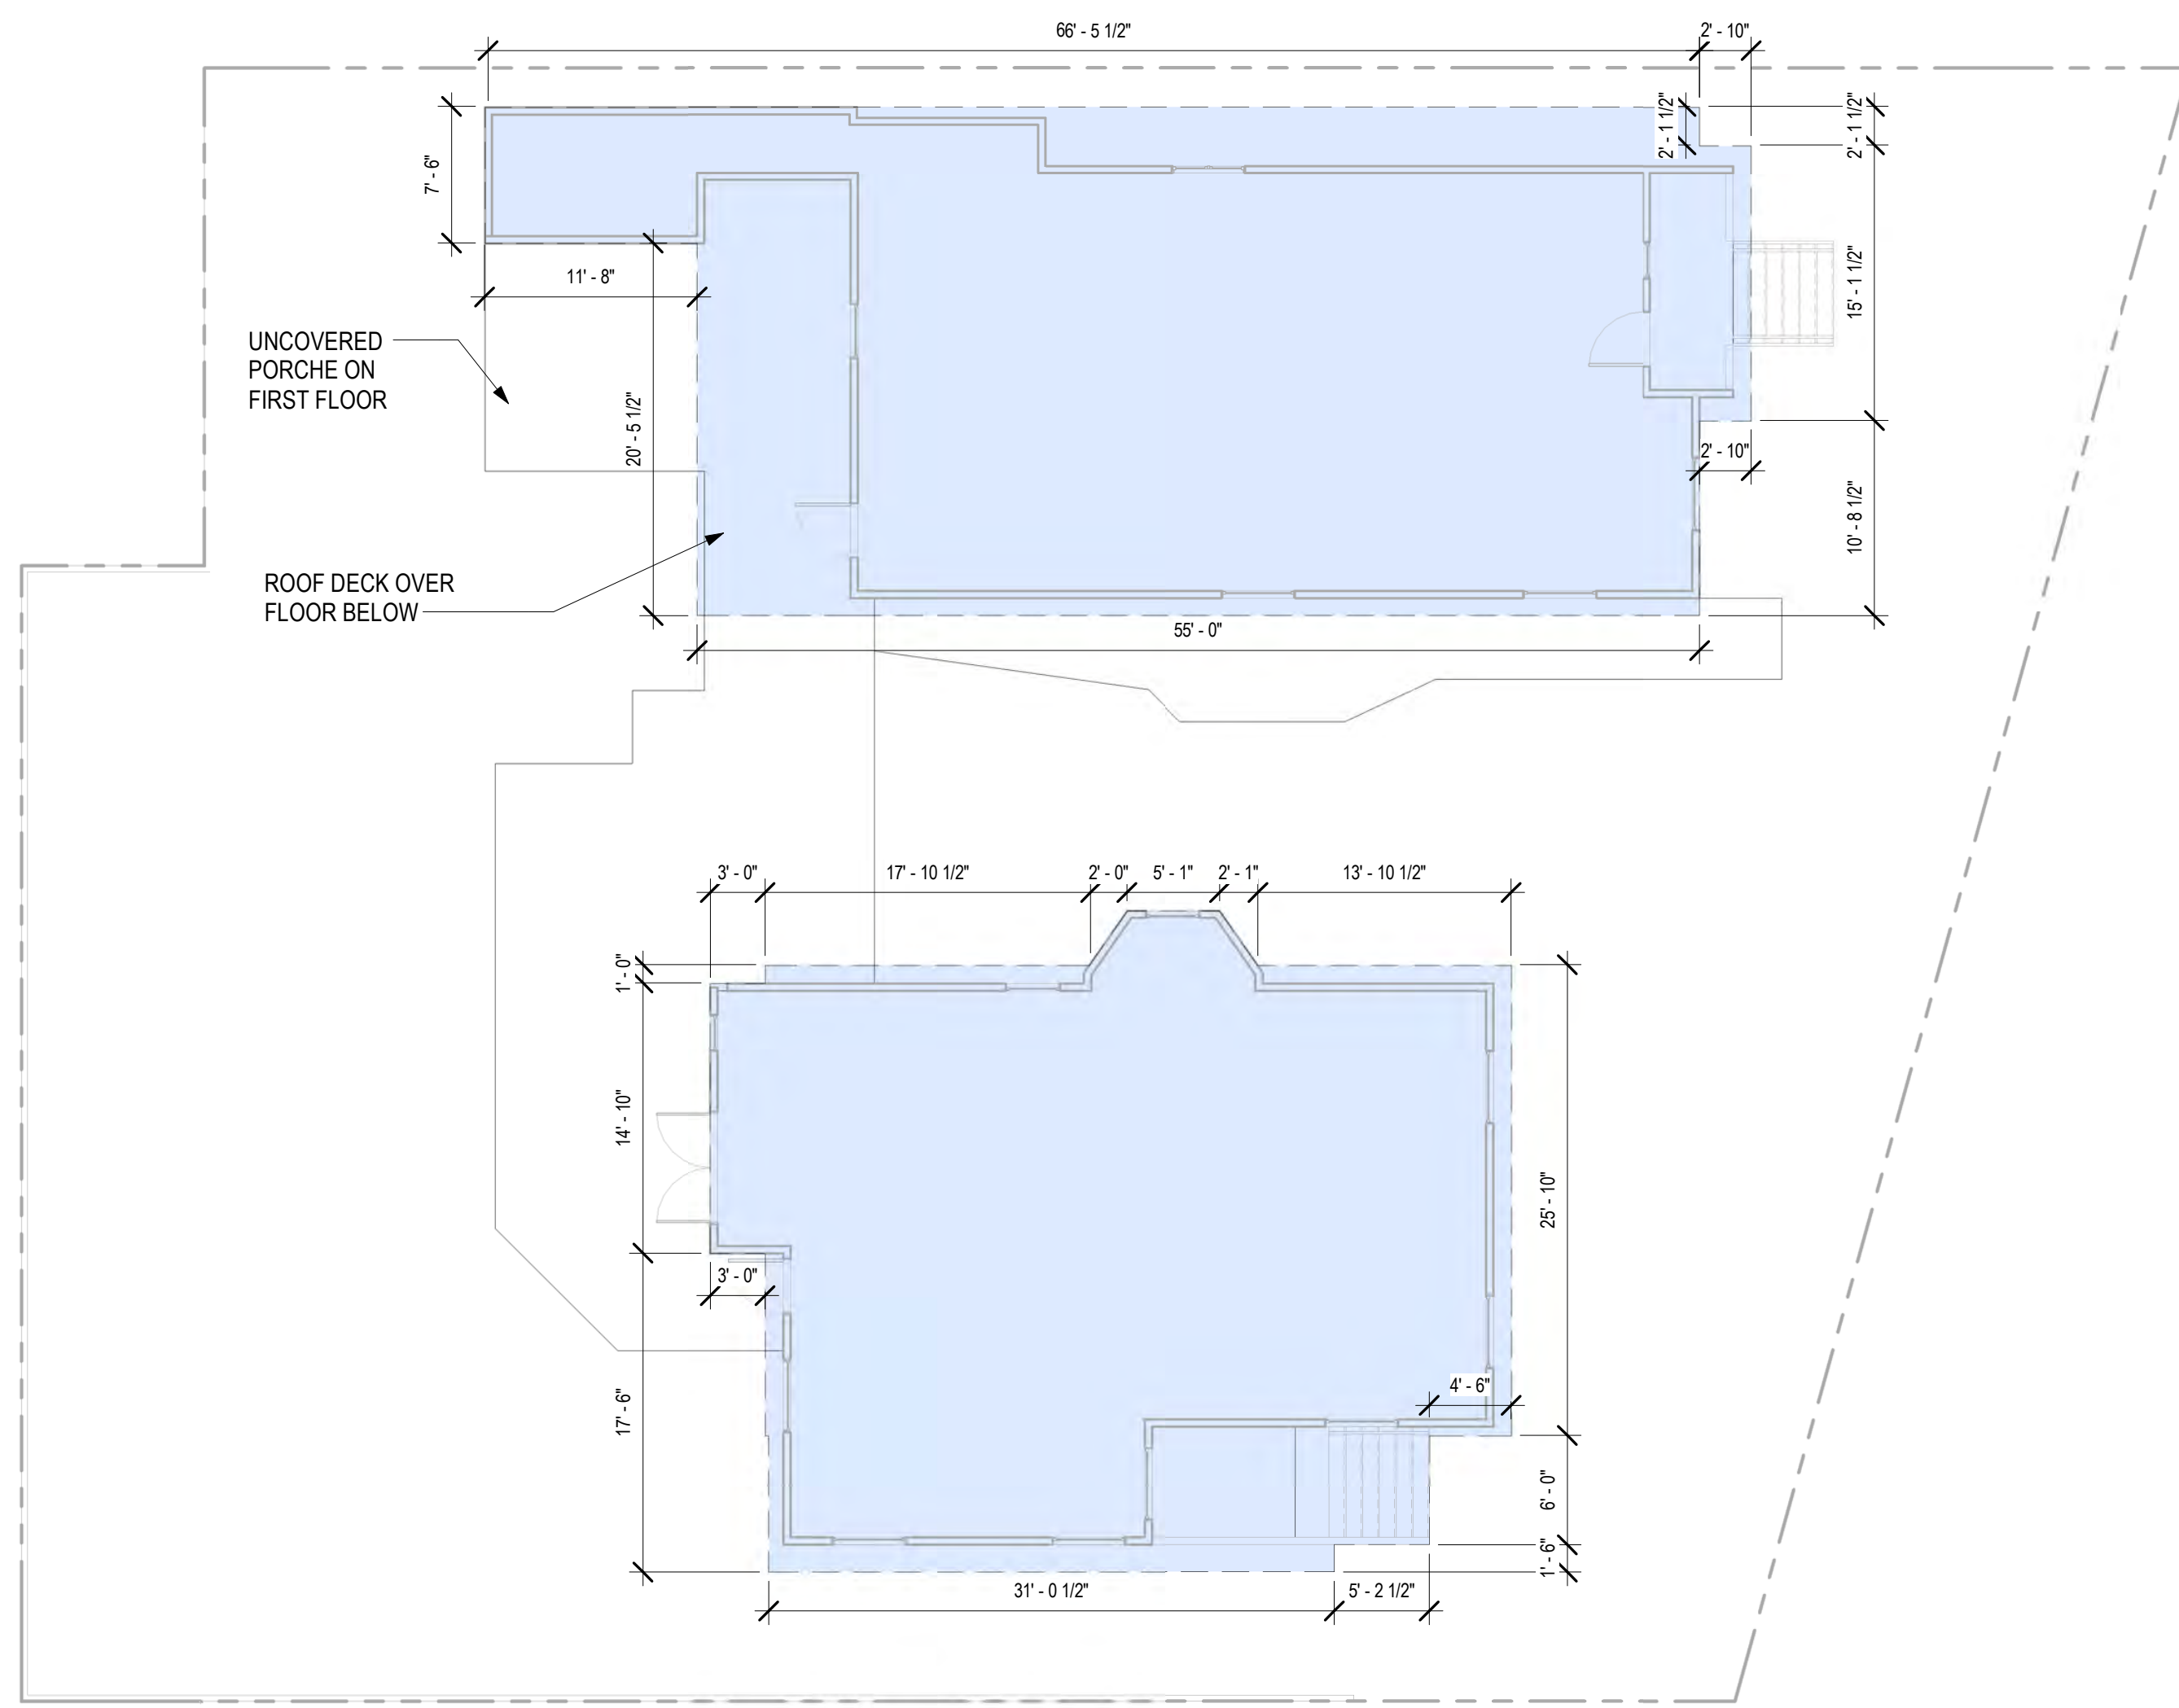 66' - 5 1/2"
2' - 10"
2' - 1 1/2"
2' - 1 1/2"
7' - 6"
11' - 8"
15' - 1 1/2"
UNCOVERED
PORCHE ON
FIRST FLOOR
20' - 5 1/2"
2' - 10"
10' - 8 1/2"
ROOF DECK OVER
FLOOR BELOW
55' - 0"
3' - 0"
17' - 10 1/2"
2' - 0"
5' - 1"
2' - 1"
13' - 10 1/2"
1' - 0"
14' - 10"
25' - 10"
3' - 0"
4' - 6"
17' - 6"
6' - 0"
1' - 6"
31' - 0 1/2"
5' - 2 1/2"